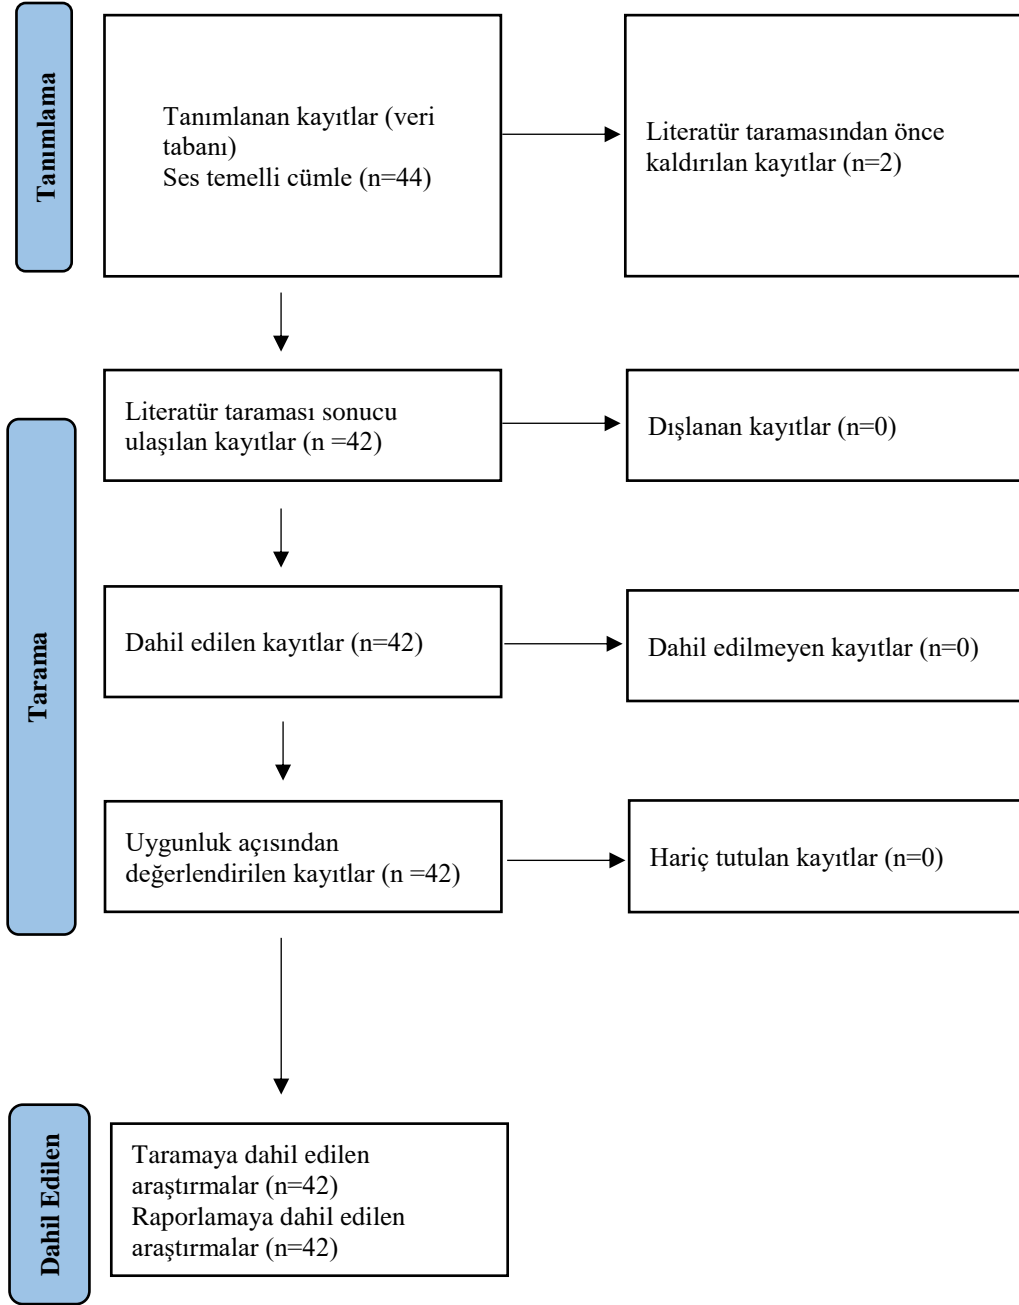 Tanımlama
Tanımlanan kayıtlar (veri
tabanı)
Ses temelli cümle (n=44)
Literatür taramasından önce
kaldırılan kayıtlar (n=2)
Tarama
Literatür taraması sonucu
ulaşılan kayıtlar (n =42)
Dışlanan kayıtlar (n=0)
Dahil edilen kayıtlar (n=42)
Dahil edilmeyen kayıtlar (n=0)
Uygunluk açısından
değerlendirilen kayıtlar (n =42)
Hariç tutulan kayıtlar (n=0)
Dahil Edilen
Taramaya dahil edilen
araştırmalar (n=42)
Raporlamaya dahil edilen
araştırmalar (n=42)